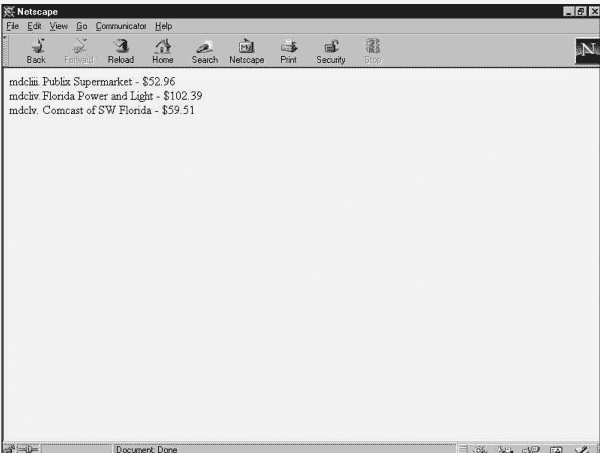 Netscape
File Edit View Go Communicator Help
Back Forward Reload Home Search Netscape Print Security Stop
N
mdcliii. Publix Supermarket - $52.96
mdcliv. Florida Power and Light - $102.39
mdclv. Comcast of SW Florida - $59.51
Document: Done